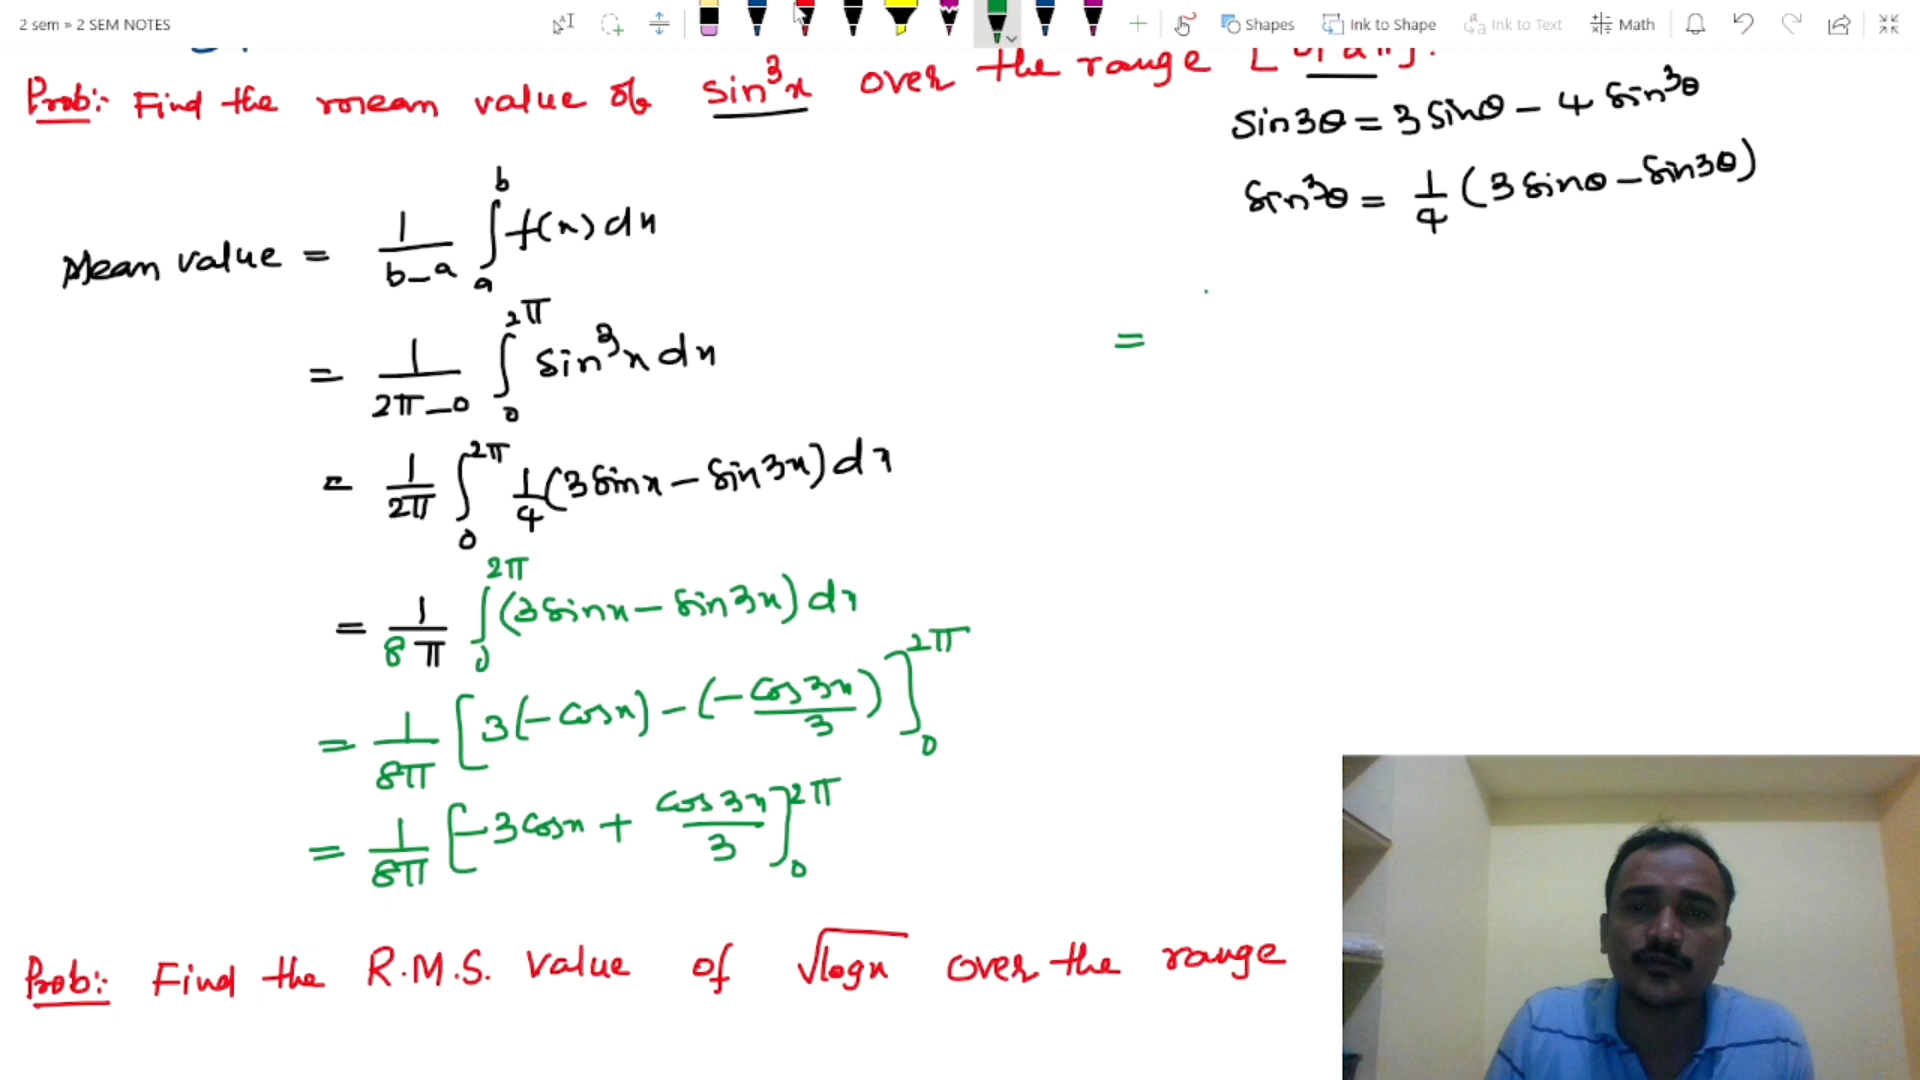 2 sem » 2 SEM NOTES
Shapes Ink to Shape Ink to Text Math
Prob:- Find the mean value of sin³x over the range [
sin3θ = 3 sinθ – 4 sin³θ
sin³θ = 1/4 (3 sinθ – sin3θ)
Mean value = 1/(b–a) ∫_a^b f(x) dx
= 1/(2π–0) ∫_0^2π sin³x dx
=
= 1/2π ∫_0^2π 1/4 (3 sinx – sin3x) dx
= 1/8π ∫_0^2π (3 sinx – sin3x) dx
= 1/8π [3(–cosx) – (–cos3x/3)]_0^2π
= 1/8π [–3cosx + cos3x/3]_0^2π
Prob:- Find the R.M.S. value of √logx over the range